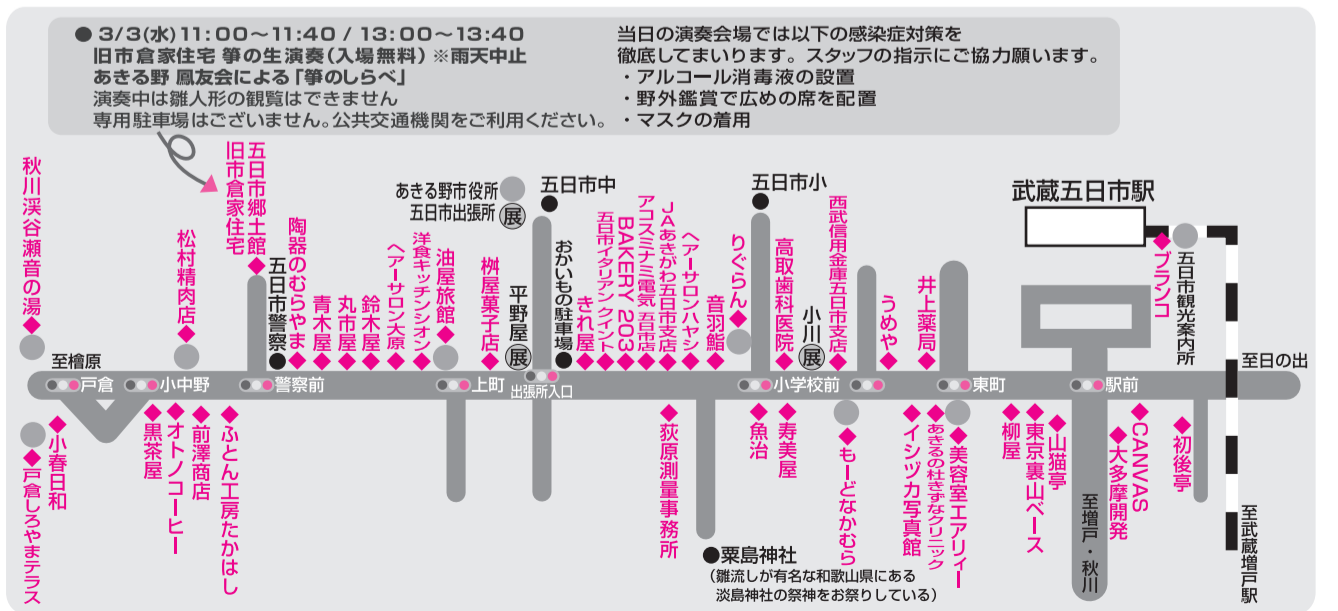 ● 3/3(水)11:00～11:40 / 13:00～13:40
旧市倉家住宅 箏の生演奏（入場無料）※雨天中止
あきる野 鳳友会による「箏のしらべ」
演奏中は雛人形の観覧はできません
専用駐車場はございません。公共交通機関をご利用ください。
当日の演奏会場では以下の感染症対策を
徹底してまいります。スタッフの指示にご協力願います。
・アルコール消毒液の設置
・野外鑑賞で広めの席を配置
・マスクの着用
秋川渓谷瀬音の湯
松村精肉店
旧市倉家住宅
五日市郷土館
五日市警察
陶器のむらやま
青木屋
丸市屋
鈴木屋
ヘアーサロン大原
洋食キッチンシオン
油屋旅館
桝屋菓子店
あきる野市役所
五日市出張所
展
平野屋
展
五日市中
おかいもの駐車場
きれ屋
五日市イタリアンクイント
BAKERY 203
アコスミナミ電気 五日市店
JAあきがわ五日市支店
ヘアーサロンハヤシ
音羽鮨
りぐらん
五日市小
高取歯科医院
小川
展
西武信用金庫五日市支店
うめや
井上薬局
武蔵五日市駅
ブランコ
五日市観光案内所
至日の出
至檜原
戸倉
小中野
警察前
上町
出張所入口
小学校前
東町
駅前
戸倉しろやまテラス
小春日和
黒茶屋
オトノコーヒー
前澤商店
ふとん工房たかはし
荻原測量事務所
●粟島神社
（雛流しが有名な和歌山県にある
淡島神社の祭神をお祭りしている）
魚治
寿美屋
もーどなかむら
イシヅカ写真館
あきるの杜きずなクリニック
美容室エアリィー
柳屋
東京裏山ベース
山猫亭
至増戸・秋川
大多摩開発
CANVAS
初後亭
至武蔵増戸駅